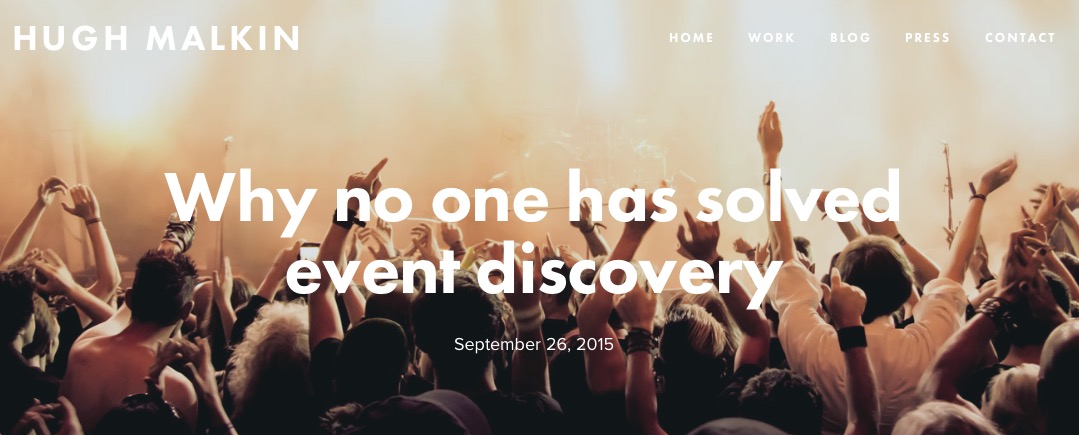 HUGH MALKIN
HOME WORK BLOG PRESS CONTACT
Why no one has solved
event discovery
September 26, 2015